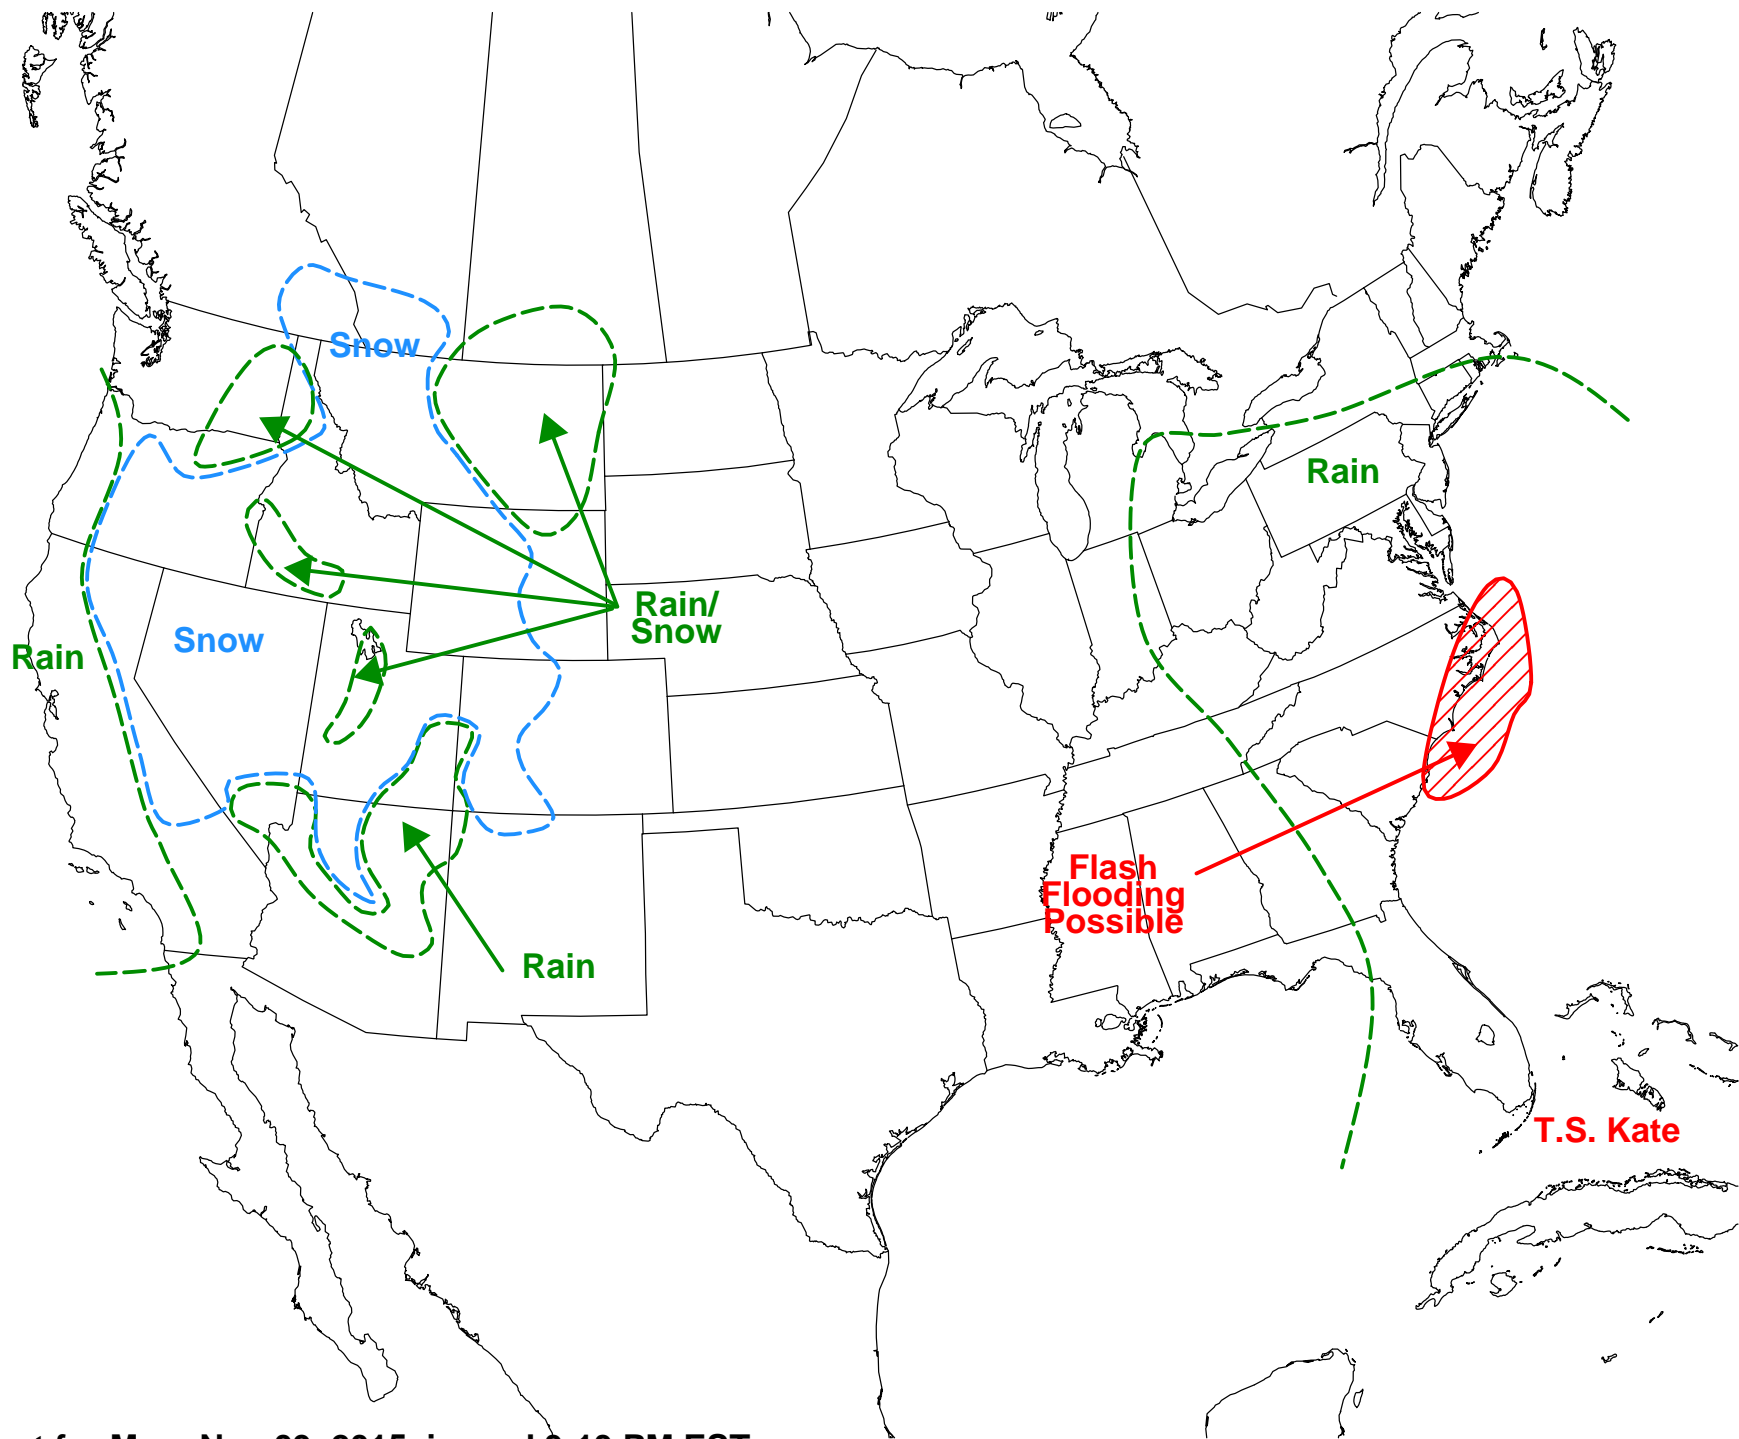 Snow
Rain
Rain/
Snow
Snow
Rain
Flash
Flooding
Possible
Rain
T.S. Kate